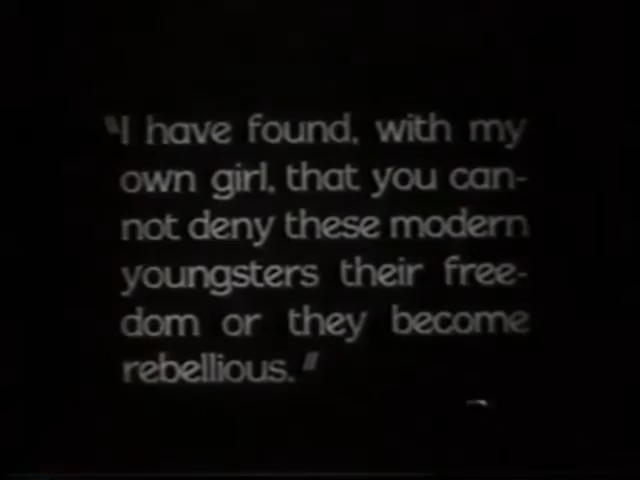 "I have found, with my
own girl, that you can-
not deny these modern
youngsters their free-
dom or they become
rebellious."